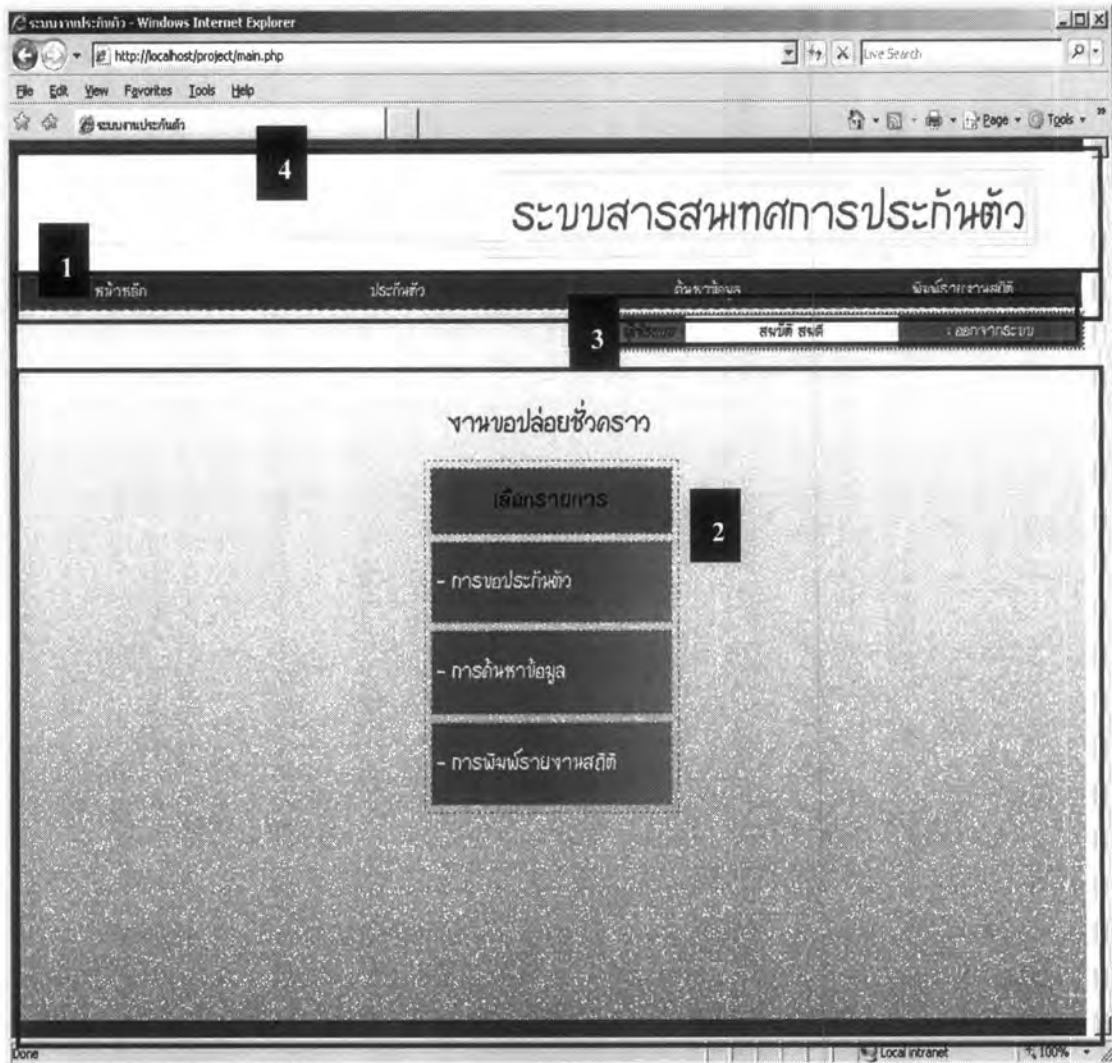 ระบบงานประกันตัว - Windows Internet Explorer
http://localhost/project/main.php
Live Search
File Edit View Favorites Tools Help
ระบบงานประกันตัว
Page Tools
4
ระบบสารสนเทศการประกันตัว
1
หน้าหลัก ประกันตัว ค้นหาข้อมูล พิมพ์รายงานสถิติ
3
ผู้ใช้ระบบ สมบัติ สมดี : ออกจากระบบ
งานขอปล่อยชั่วคราว
เลือกรายการ
2
- การขอประกันตัว
- การค้นหาข้อมูล
- การพิมพ์รายงานสถิติ
Done
Local intranet
100%